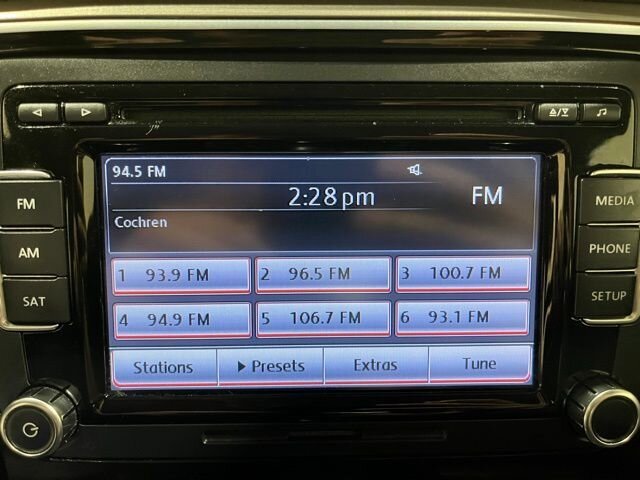 94.5 FM
2:28 pm
FM
Cochren
FM
AM
SAT
MEDIA
PHONE
SETUP
1 93.9 FM
2 96.5 FM
3 100.7 FM
4 94.9 FM
5 106.7 FM
6 93.1 FM
Stations
Presets
Extras
Tune